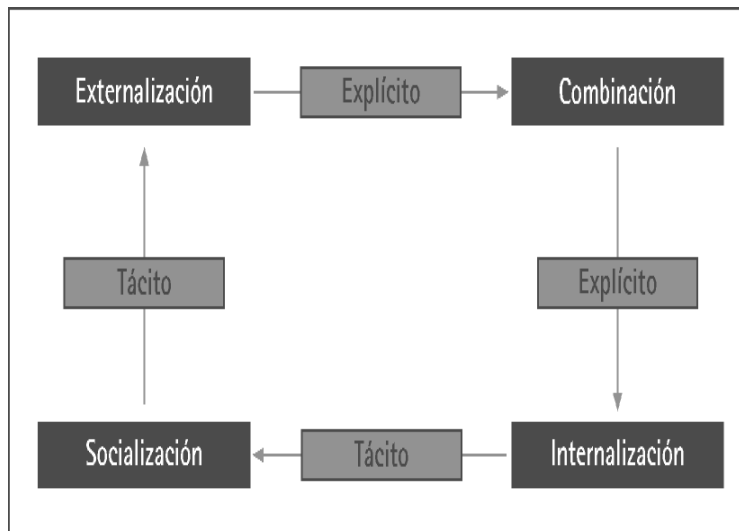 Externalización
Explícito
Combinación
Tácito
Explícito
Socialización
Tácito
Internalización